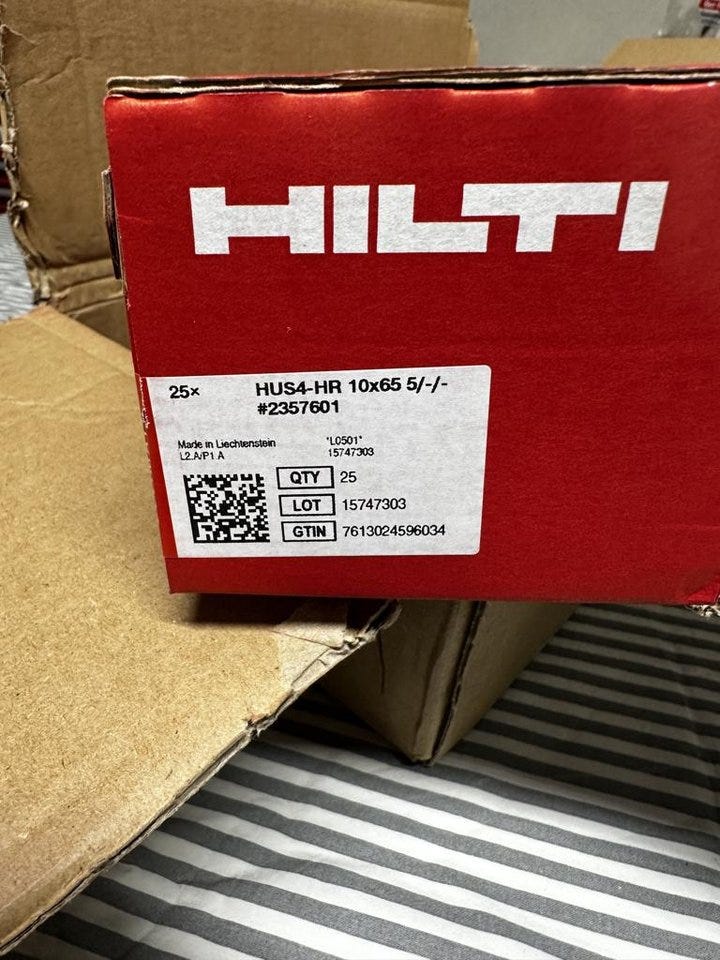 HILTI
25x HUS4-HR 10x65 5/-/-
#2357601
Made in Liechtenstein *L0501*
L2.A/P1.A 15747303
QTY 25
LOT 15747303
GTIN 7613024596034